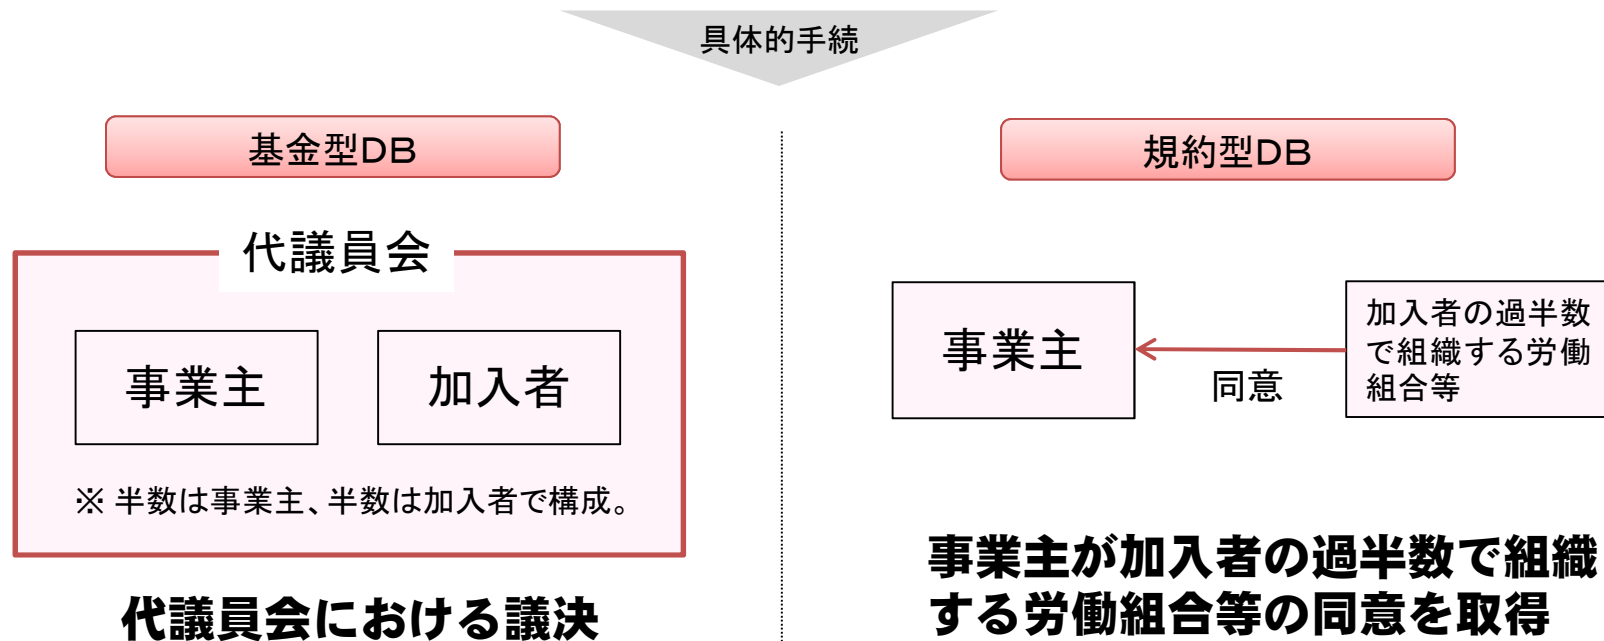 具体的手続
基金型DB
代議員会
事業主
加入者
※ 半数は事業主、半数は加入者で構成。
代議員会における議決
規約型DB
事業主
同意
加入者の過半数
で組織する労働
組合等
事業主が加入者の過半数で組織
する労働組合等の同意を取得